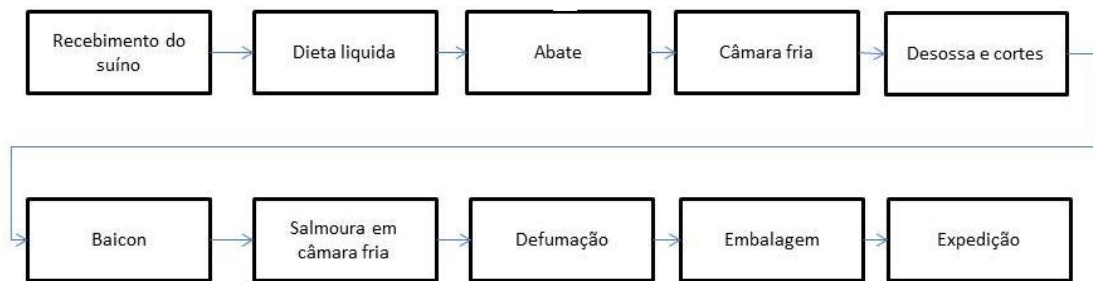 Recebimento do
suíno
Dieta liquida
Abate
Câmara fria
Desossa e cortes
Baicon
Salmoura em
câmara fria
Defumação
Embalagem
Expedição